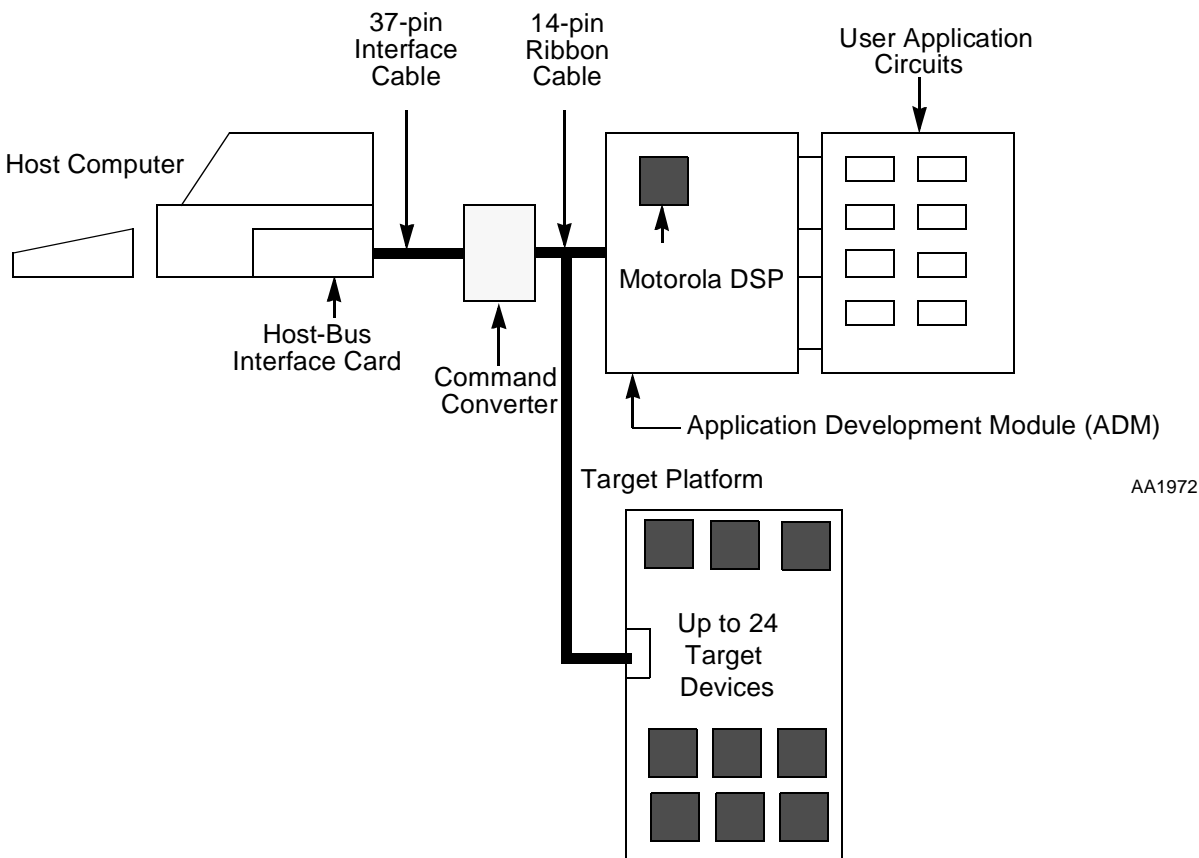 37-pin
Interface
Cable
14-pin
Ribbon
Cable
User Application
Circuits
Host Computer
Motorola DSP
Host-Bus
Interface Card
Command
Converter
Application Development Module (ADM)
Target Platform
AA1972
Up to 24
Target
Devices